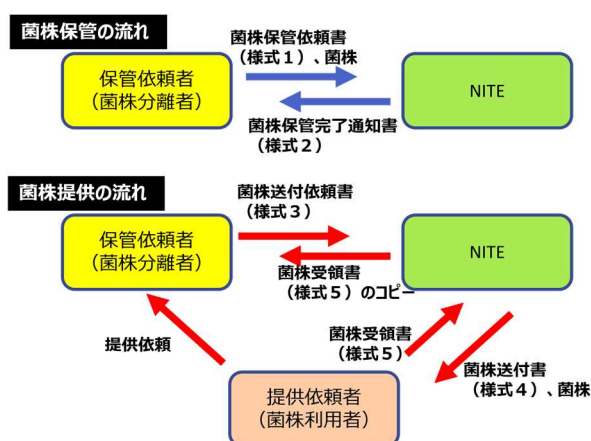 菌株保管の流れ
菌株保管依頼書
（様式１）、菌株
保管依頼者
（菌株分離者）
NITE
菌株保管完了通知書
（様式２）
菌株提供の流れ
菌株送付依頼書
（様式３）
保管依頼者
（菌株分離者）
NITE
菌株受領書
（様式５）のコピー
提供依頼
菌株受領書
（様式５）
菌株送付書
（様式４）、菌株
提供依頼者
（菌株利用者）